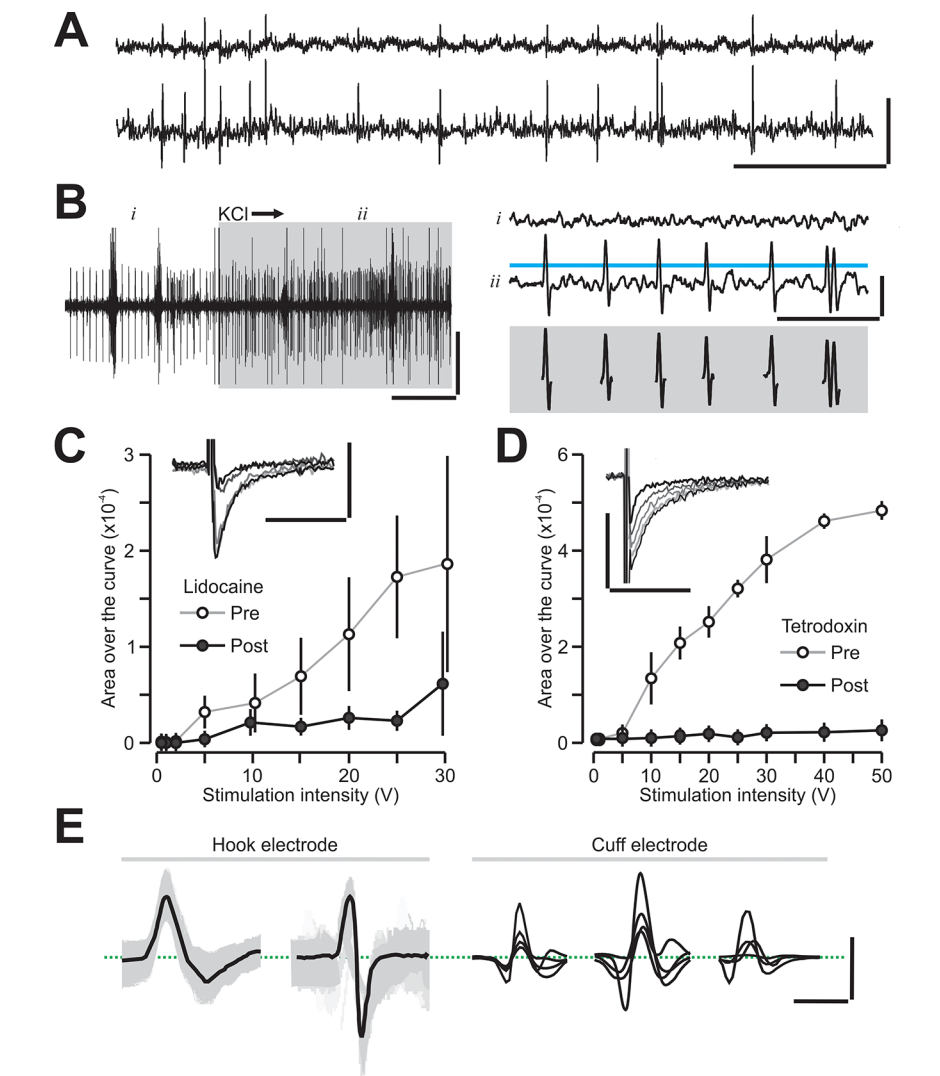 A
B
i
KCl
ii
i
ii
C
3
2
1
0
Area over the curve (x10⁻⁴)
Lidocaine
Pre
Post
0
10
20
30
Stimulation intensity (V)
D
6
4
2
0
Area over the curve (x10⁻⁴)
Tetrodoxin
Pre
Post
0
10
20
30
40
50
Stimulation intensity (V)
E
Hook electrode
Cuff electrode